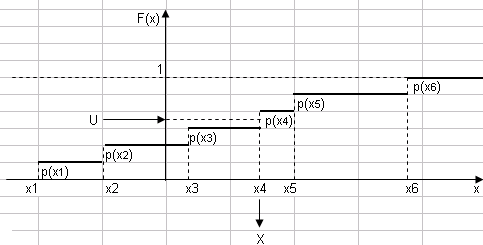 F(x)
1
p(x6)
p(x5)
U
p(x4)
p(x3)
p(x2)
p(x1)
x1 x2 x3 x4 x5 x6 x
X